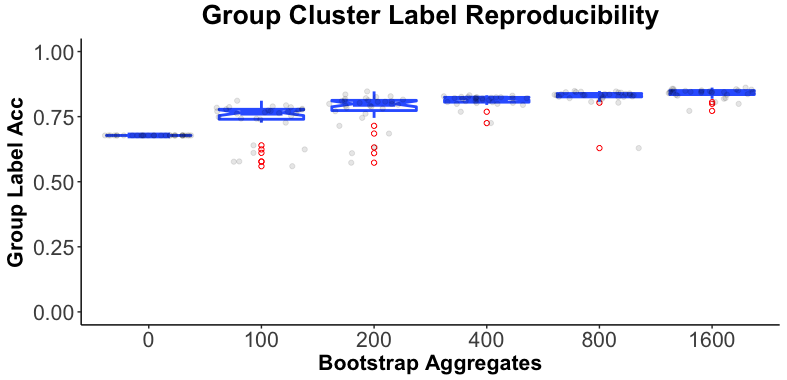 Group Cluster Label Reproducibility
Group Label Acc
1.00
0.75
0.50
0.25
0.00
0 100 200 400 800 1600
Bootstrap Aggregates